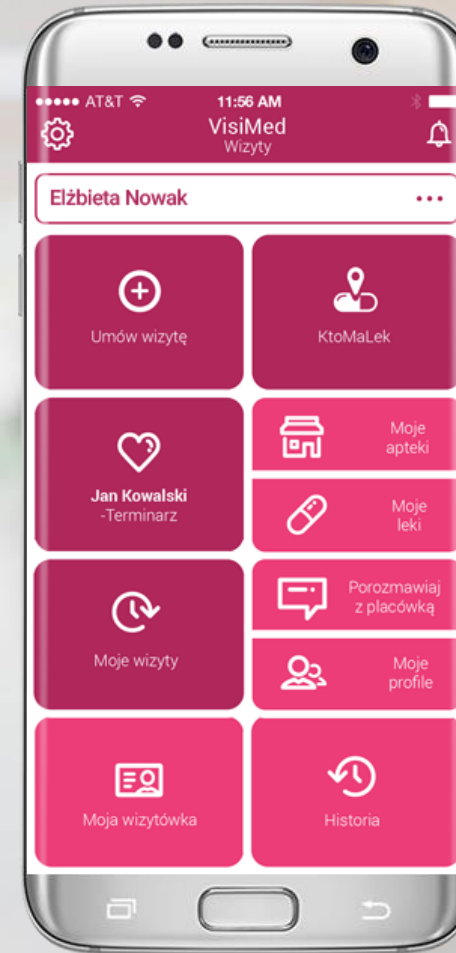 AT&T 11:56 AM
VisiMed
Wizyty
Elżbieta Nowak
Umów wizytę
KtoMaLek
Jan Kowalski
-Terminarz
Moje
apteki
Moje
leki
Moje wizyty
Porozmawiaj
z placówką
Moje
profile
Moja wizytówka
Historia